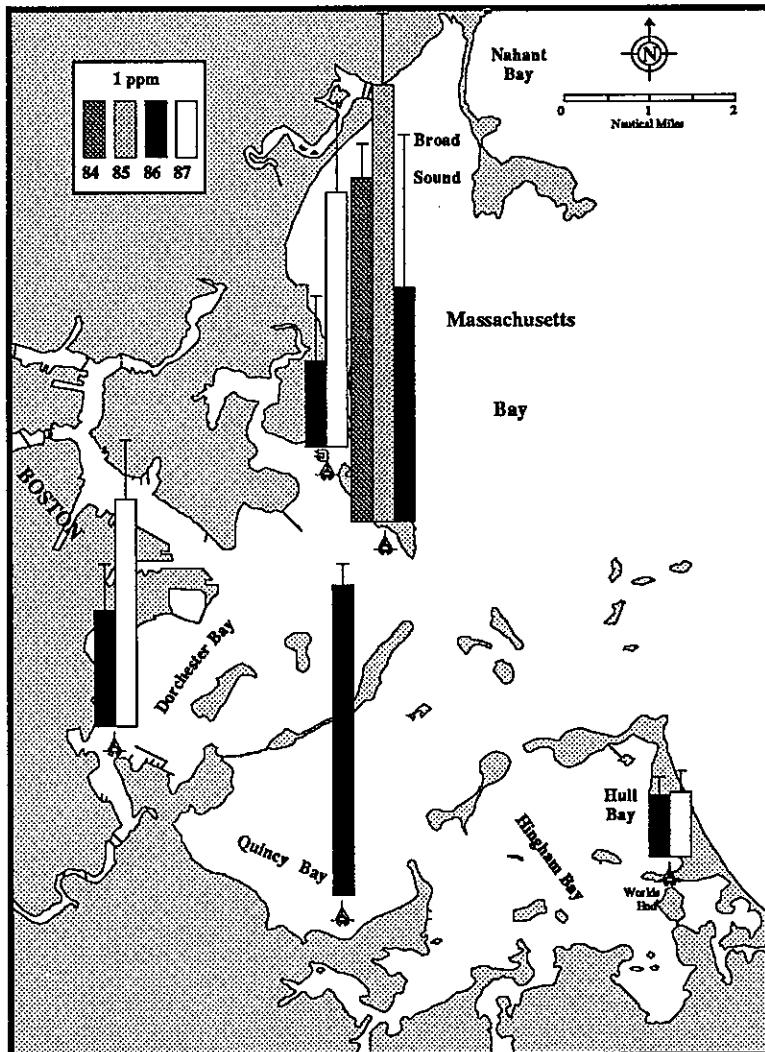 1 ppm
84 85 86 87
Nahant
Bay
N
0 1 2
Nautical Miles
Broad
Sound
Massachusetts
Bay
BOSTON
Dorchester Bay
Quincy Bay
Hingham Bay
Hull
Bay
Worlds